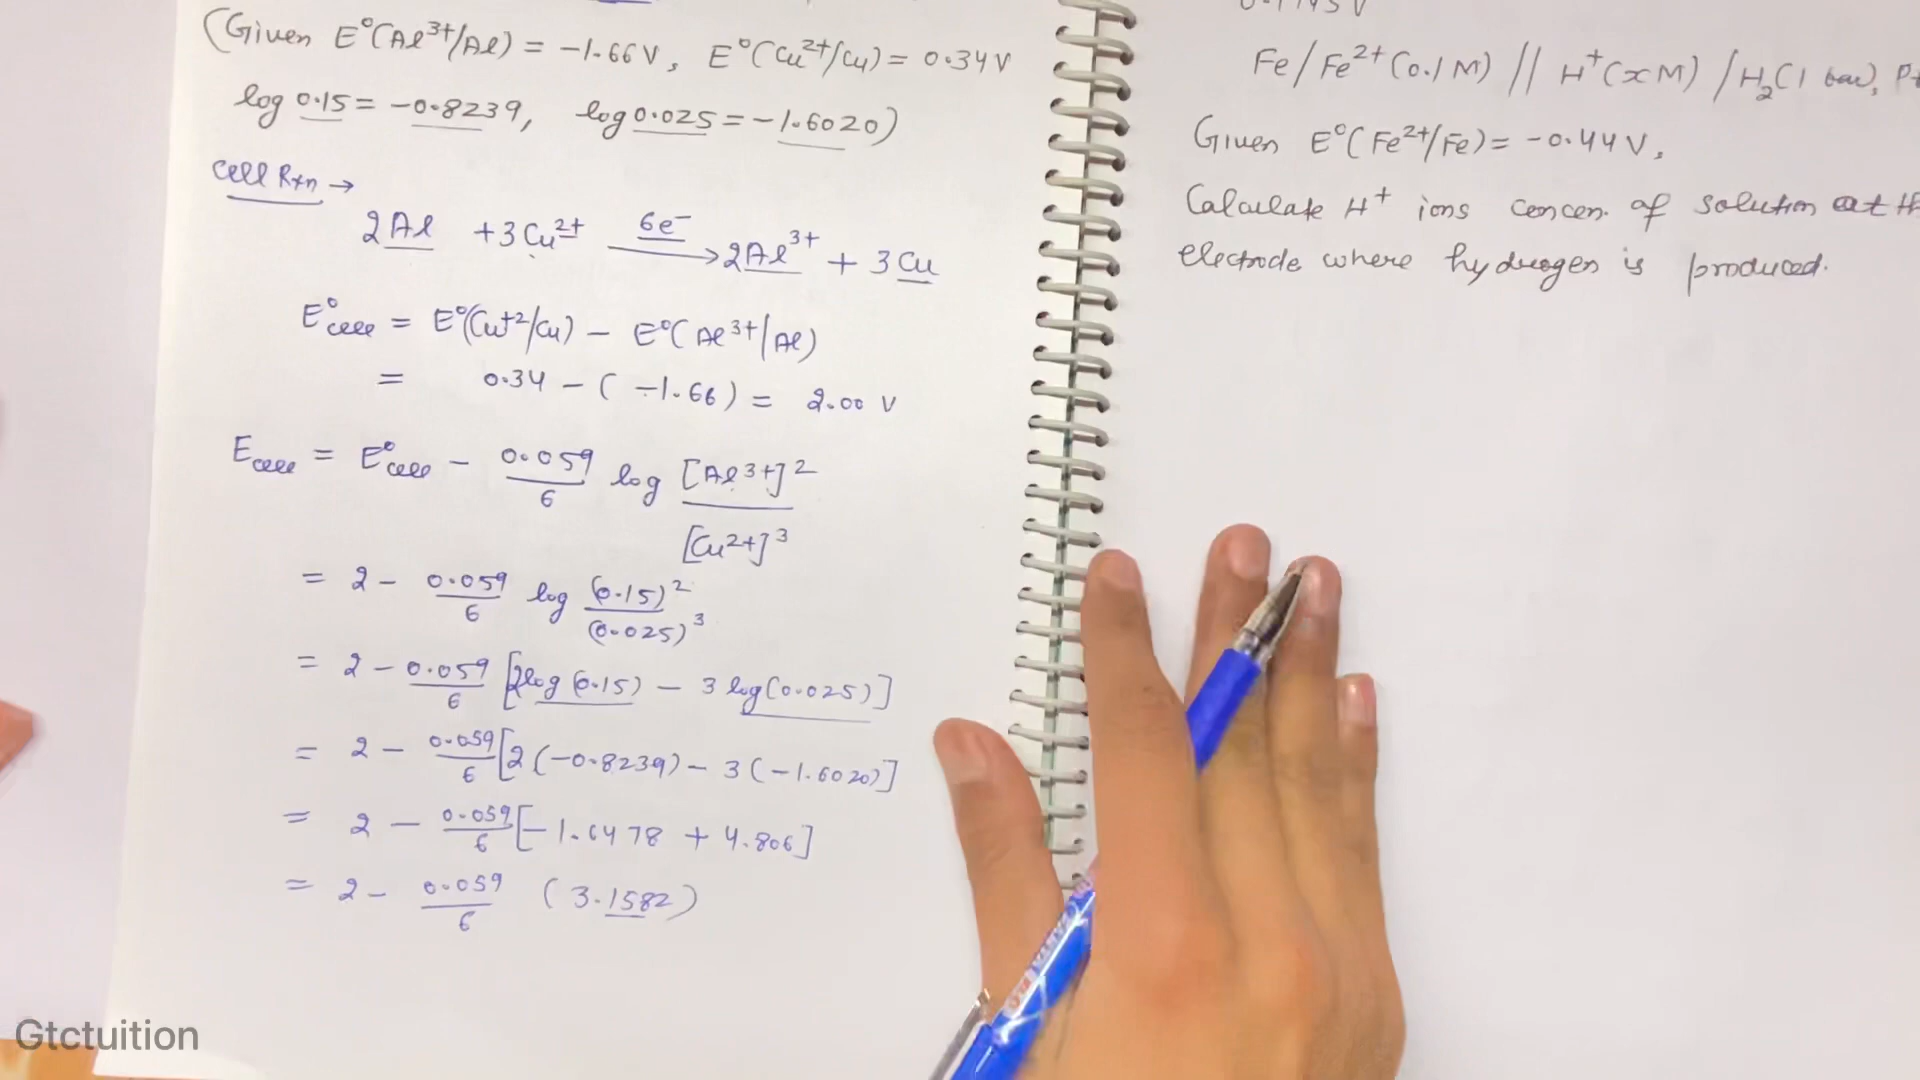 (Given E°(Al³⁺/Al) = -1.66V, E°(Cu²⁺/Cu) = 0.34V
log 0.15 = -0.8239, log 0.025 = -1.6020)
Cell Rxn →
2Al + 3Cu²⁺ 6e⁻ → 2Al³⁺ + 3Cu
E°cell = E°(Cu⁺²/Cu) - E°(Al³⁺/Al)
= 0.34 - (-1.66) = 2.00 V
Ecell = E°cell - 0.059/6 log [Al³⁺]²/[Cu²⁺]³
= 2 - 0.059/6 log (0.15)²/(0.025)³
= 2 - 0.059/6 [2log(0.15) - 3 log(0.025)]
= 2 - 0.059/6 [2(-0.8239) - 3(-1.6020)]
= 2 - 0.059/6 [-1.6478 + 4.806]
= 2 - 0.059/6 (3.1582)
Fe/Fe²⁺(0.1M) // H⁺(xM) /H₂(1 bar), Pt
Given E°(Fe²⁺/Fe) = -0.44V,
Calculate H⁺ ions concen. of solution at
electrode where hydrogen is produced.
Gtctuition